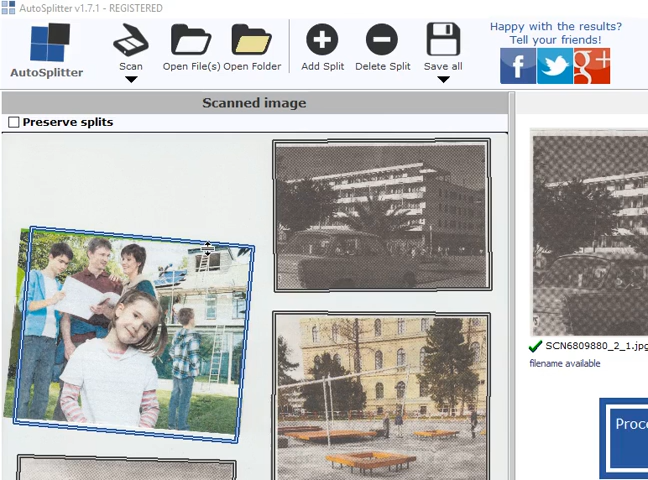 AutoSplitter v1.7.1 - REGISTERED
AutoSplitter
Scan
Open File(s)
Open Folder
Add Split
Delete Split
Save all
Happy with the results?
Tell your friends!
f
g+
Scanned image
Preserve splits
SCN6809880_2_1.jpg
filename available
Proce